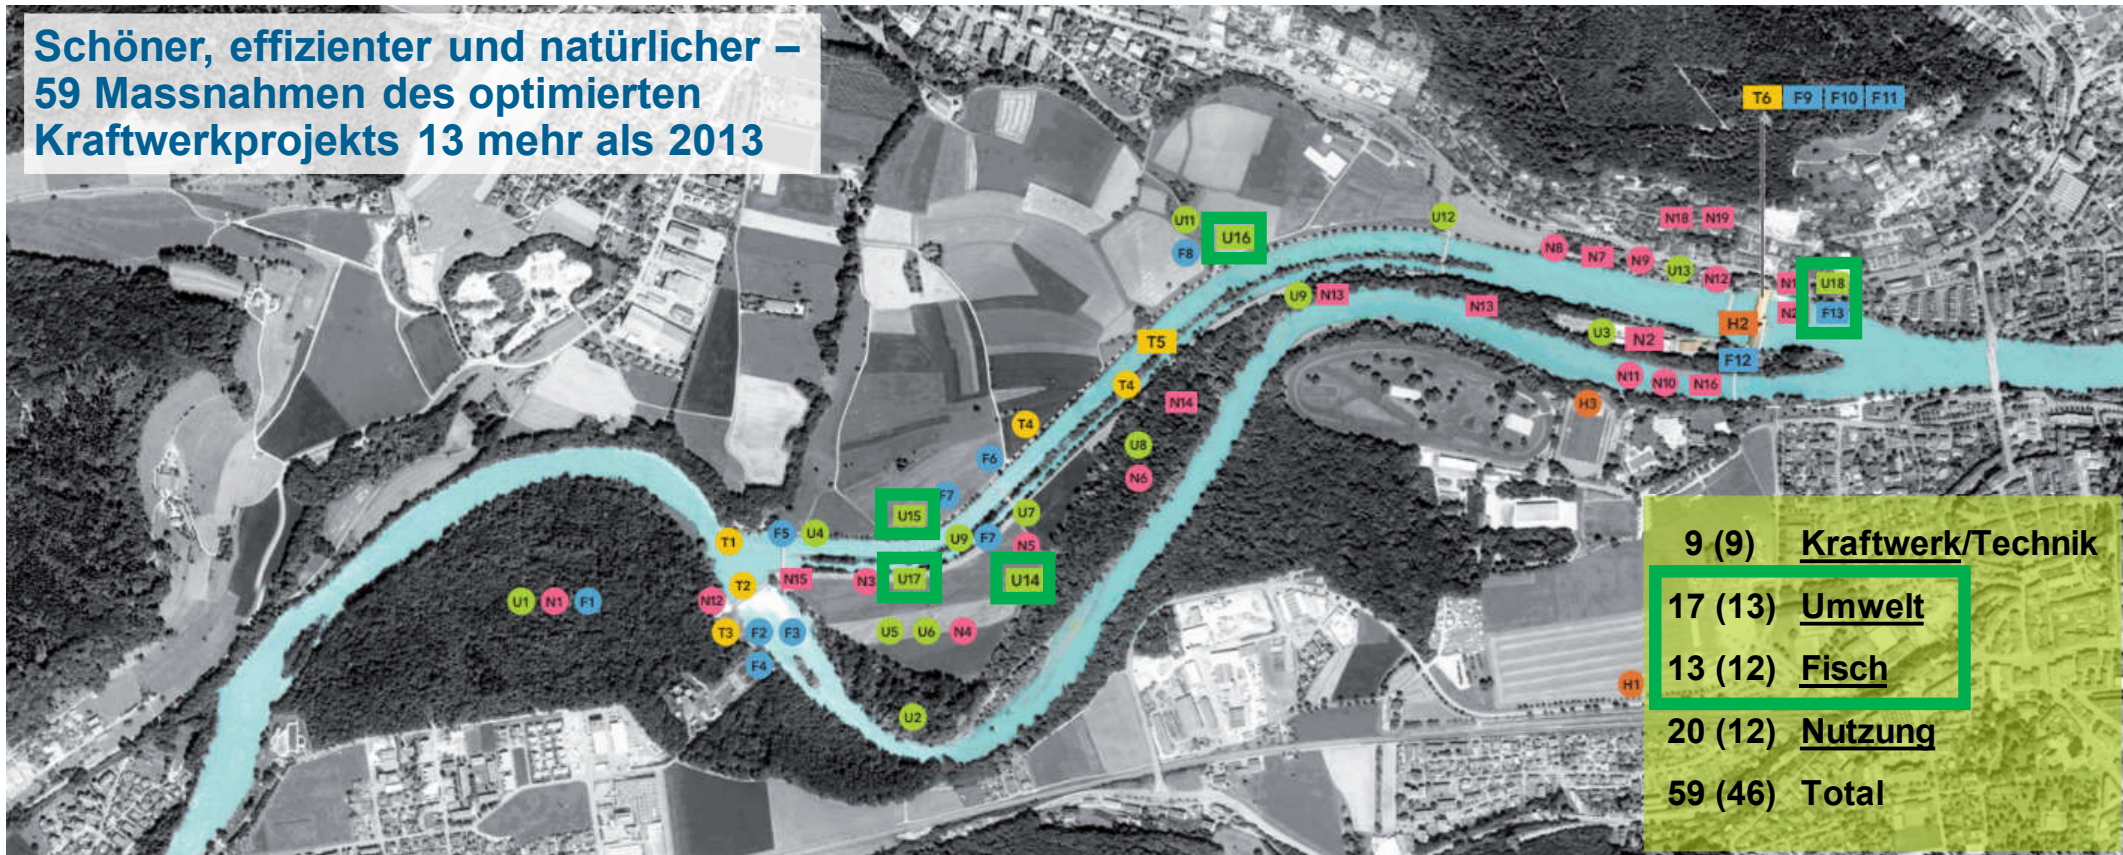 Schöner, effizienter und natürlicher –
59 Massnahmen des optimierten
Kraftwerkprojekts 13 mehr als 2013
T6 F9 F10 F11
U11 U16 U12 N18 N19
F8 N8 N7 N9 U13 N12 U18
U9 N13 N13 F13
T5 U3 N2 H2
F12
T4 N11 N10 N16
N14 H3
T4
U8
F6 N6
F7
U15 U7
T1 F5 U4 U9 F7 N5
T2 N15 N3 U17 U14
U1 N1 F1 N12
T3 F2 F3 U5 U6 N4
F4
H1
U2
9 (9) Kraftwerk/Technik
17 (13) Umwelt
13 (12) Fisch
20 (12) Nutzung
59 (46) Total